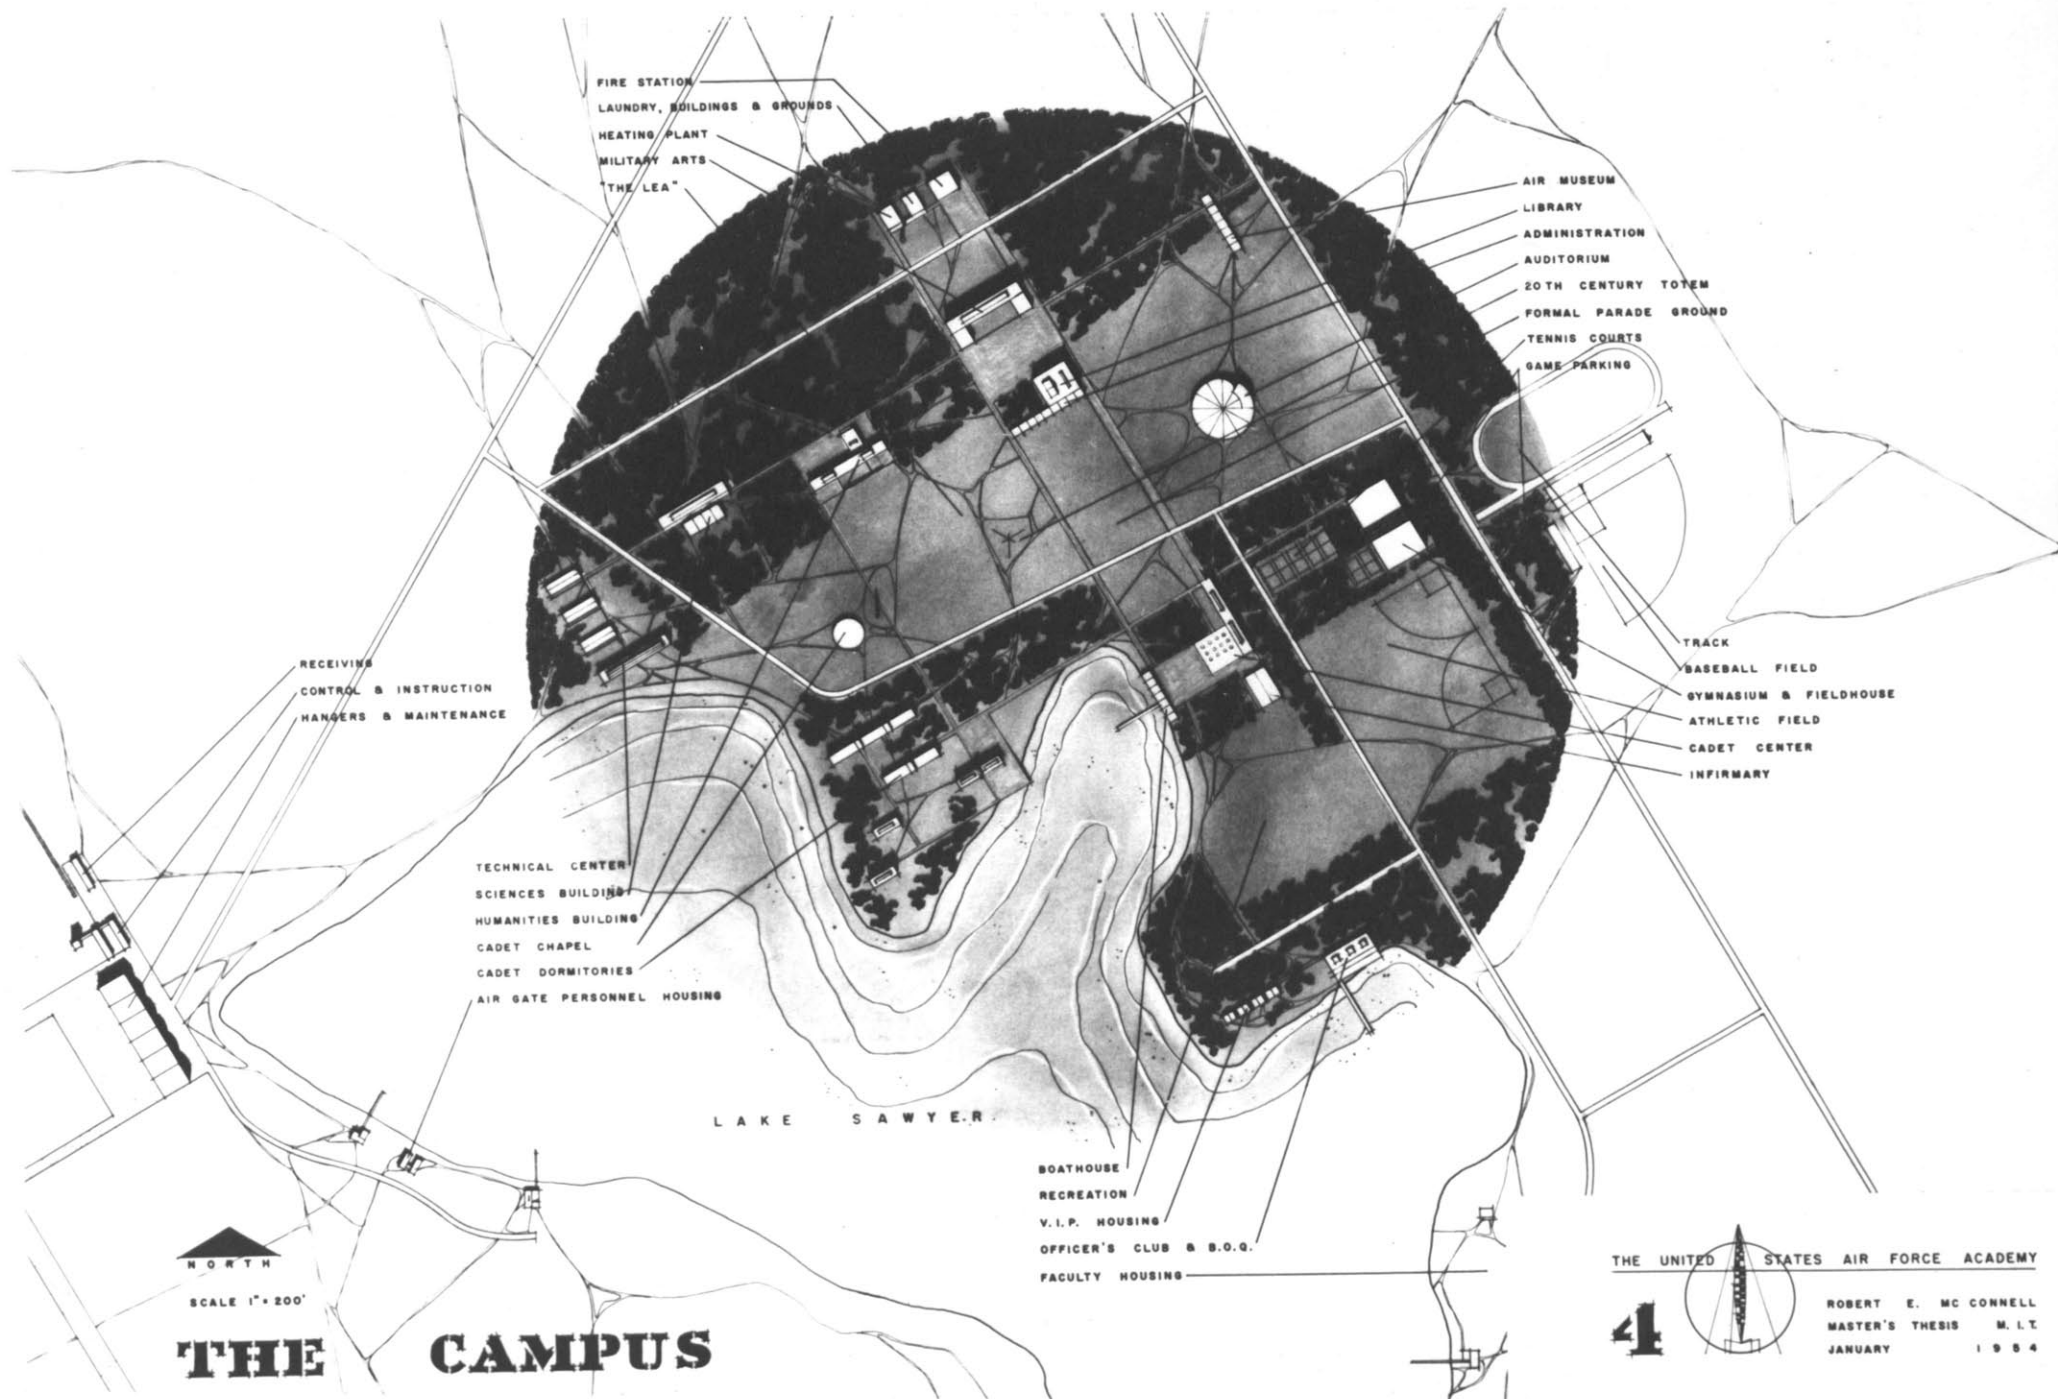 FIRE STATION
LAUNDRY, BUILDINGS & GROUNDS
HEATING PLANT
MILITARY ARTS
"THE LEA"
AIR MUSEUM
LIBRARY
ADMINISTRATION
AUDITORIUM
20TH CENTURY TOTEM
FORMAL PARADE GROUND
TENNIS COURTS
GAME PARKING
RECEIVING
CONTROL & INSTRUCTION
HANGERS & MAINTENANCE
TRACK
BASEBALL FIELD
GYMNASIUM & FIELDHOUSE
ATHLETIC FIELD
CADET CENTER
INFIRMARY
TECHNICAL CENTER
SCIENCES BUILDING
HUMANITIES BUILDING
CADET CHAPEL
CADET DORMITORIES
AIR GATE PERSONNEL HOUSING
LAKE SAWYER
BOATHOUSE
RECREATION
V.I.P. HOUSING
OFFICER'S CLUB & B.O.Q.
FACULTY HOUSING
NORTH
SCALE 1"=200'
THE CAMPUS
THE UNITED STATES AIR FORCE ACADEMY
4
ROBERT E. MC CONNELL
MASTER'S THESIS M.I.T.
JANUARY 1954